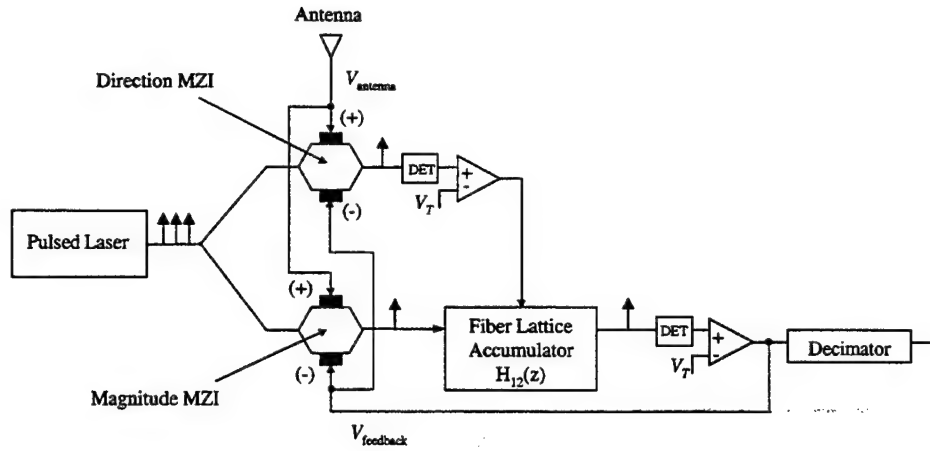 Antenna
Direction MZI
V_antenna
(+)
DET
+
-
V_T
(-)
Pulsed Laser
(+)
Fiber Lattice
Accumulator
H_12(z)
DET
+
-
V_T
Decimator
(-)
Magnitude MZI
V_feedback